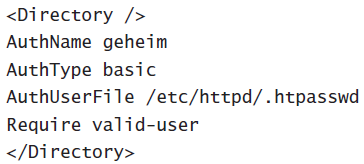 <Directory />
AuthName geheim
AuthType basic
AuthUserFile /etc/httpd/.htpasswd
Require valid-user
</Directory>